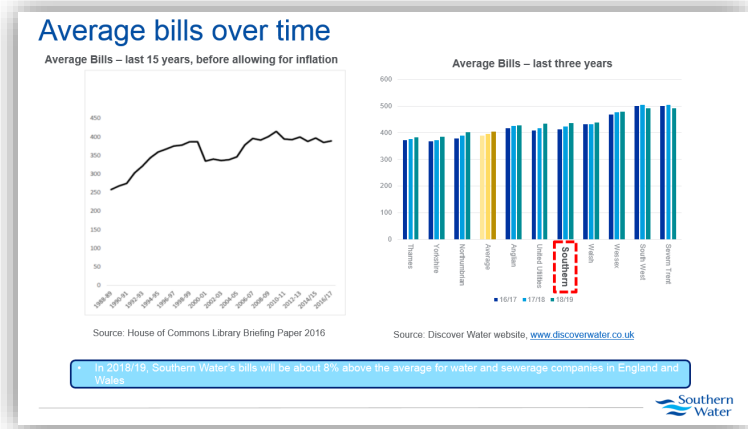 Average bills over time
Average Bills – last 15 years, before allowing for inflation
450
400
350
300
250
200
150
100
50
0
1988-89
1990-91
1992-93
1994-95
1996-97
1998-99
2000-01
2002-03
2004-05
2006-07
2008-09
2010-11
2012-13
2014/15
2016/17
Source: House of Commons Library Briefing Paper 2016
Average Bills – last three years
600
500
400
300
200
100
0
Thames
Yorkshire
Northumbrian
Average
Anglian
United Utilities
Southern
Welsh
Wessex
South West
Severn Trent
16/17 17/18 18/19
Source: Discover Water website, www.discoverwater.co.uk
• In 2018/19, Southern Water's bills will be about 8% above the average for water and sewerage companies in England and
Wales
Southern
Water